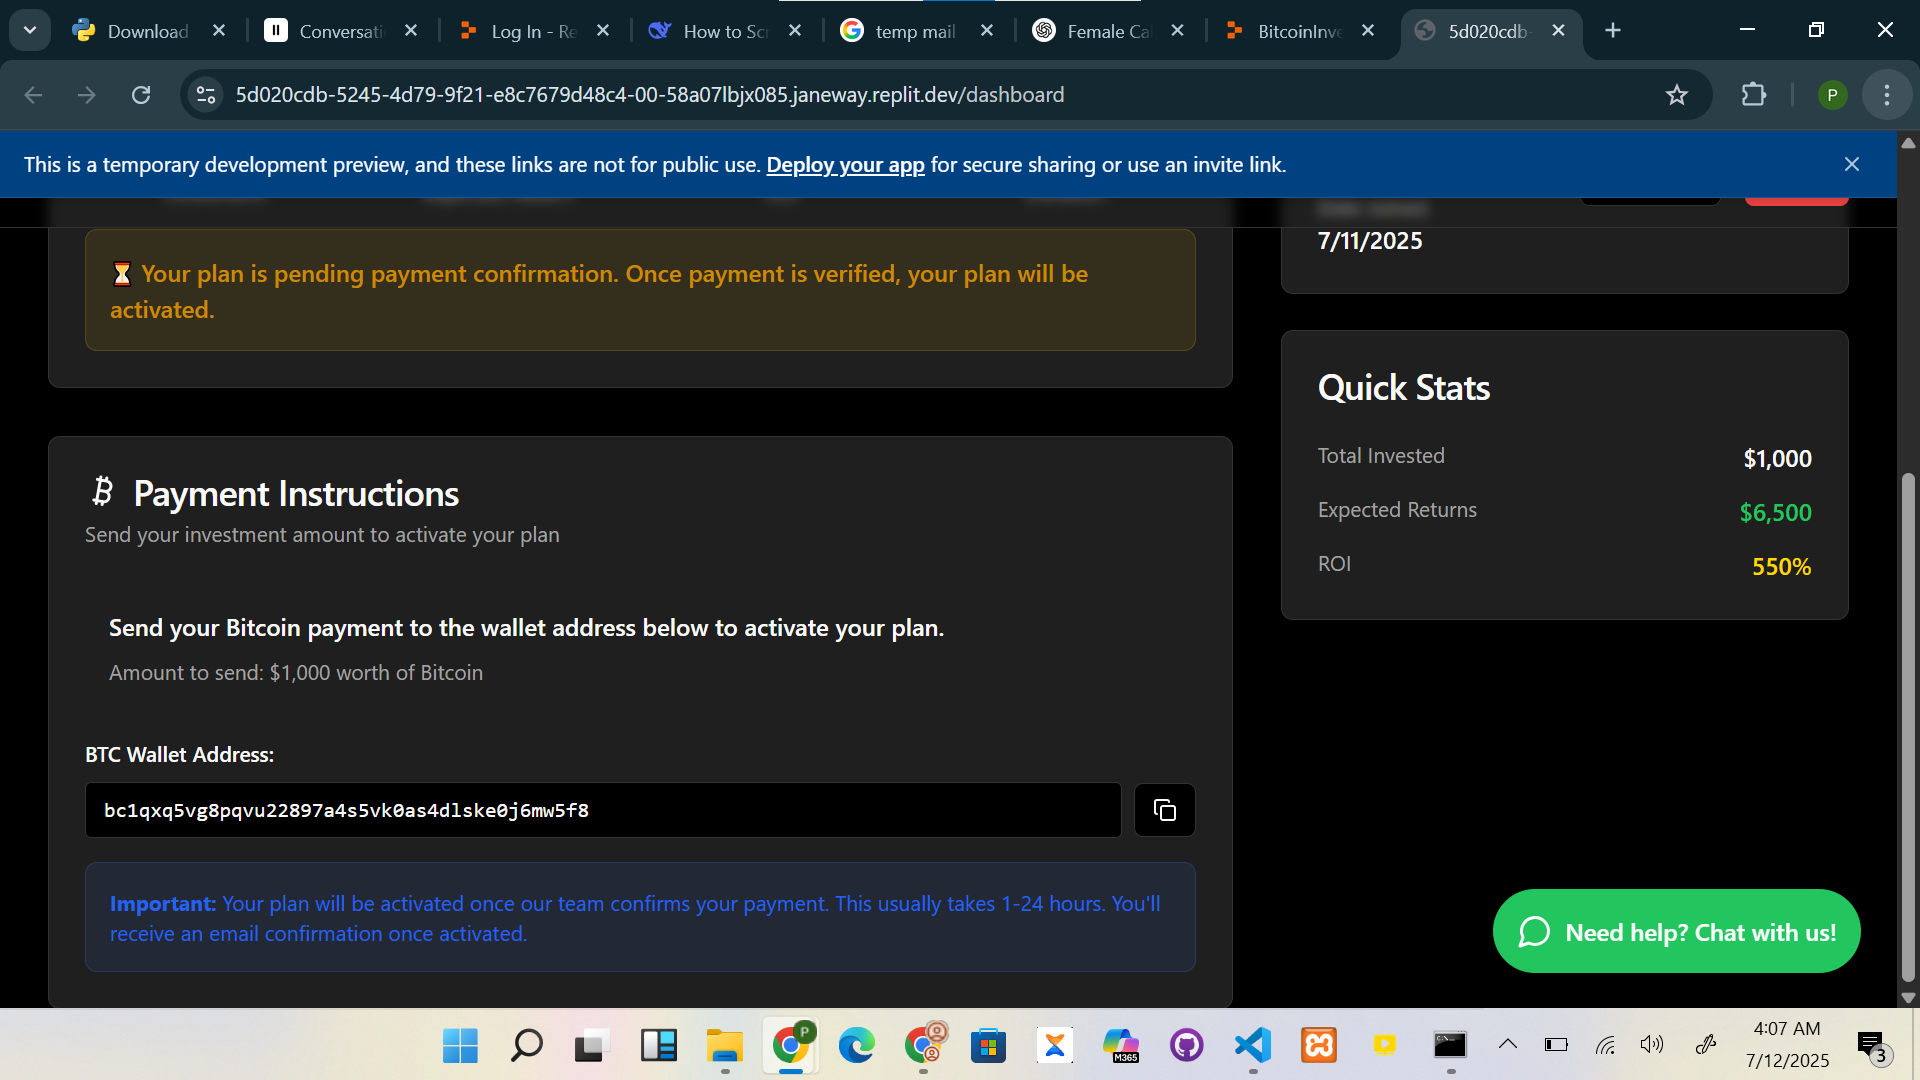 Download
Conversati
Log In - Re
How to Scr
temp mail
Female Cal
BitcoinInve
5d020cdb-
5d020cdb-5245-4d79-9f21-e8c7679d48c4-00-58a07lbjx085.janeway.replit.dev/dashboard
P
This is a temporary development preview, and these links are not for public use. Deploy your app for secure sharing or use an invite link.
⏳ Your plan is pending payment confirmation. Once payment is verified, your plan will be
activated.
7/11/2025
Payment Instructions
Send your investment amount to activate your plan
Send your Bitcoin payment to the wallet address below to activate your plan.
Amount to send: $1,000 worth of Bitcoin
BTC Wallet Address:
bc1qxq5vg8pqvu22897a4s5vk0as4dlske0j6mw5f8
Important: Your plan will be activated once our team confirms your payment. This usually takes 1-24 hours. You'll
receive an email confirmation once activated.
Quick Stats
Total Invested
$1,000
Expected Returns
$6,500
ROI
550%
Need help? Chat with us!
P
M365
4:07 AM
7/12/2025
3